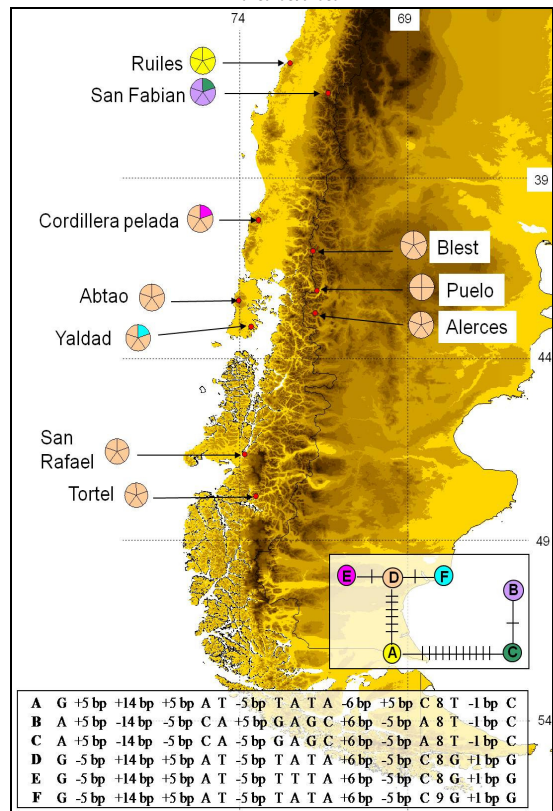 74 69
Ruiles
San Fabian
39
Cordillera pelada
Blest
Abtao
Puelo
Yaldad
Alerces
44
San
Rafael
Tortel
49
E D F B
A C
A G +5 bp +14 bp +5 bp A T -5 bp T A T A -6 bp +5 bp C 8 T -1 bp C
B A +5 bp -14 bp -5 bp C A +5 bp G A G C +6 bp -5 bp A 8 T -1 bp C
C A +5 bp -14 bp -5 bp C A -5 bp G A G C +6 bp -5 bp A 8 T -1 bp C
D G -5 bp +14 bp +5 bp A T -5 bp T A T A +6 bp -5 bp C 8 G +1 bp G
E G -5 bp +14 bp +5 bp A T -5 bp T T T A +6 bp -5 bp C 8 G +1 bp G
F G -5 bp +14 bp +5 bp A T -5 bp T A T A +6 bp -5 bp C 9 G +1 bp G
54